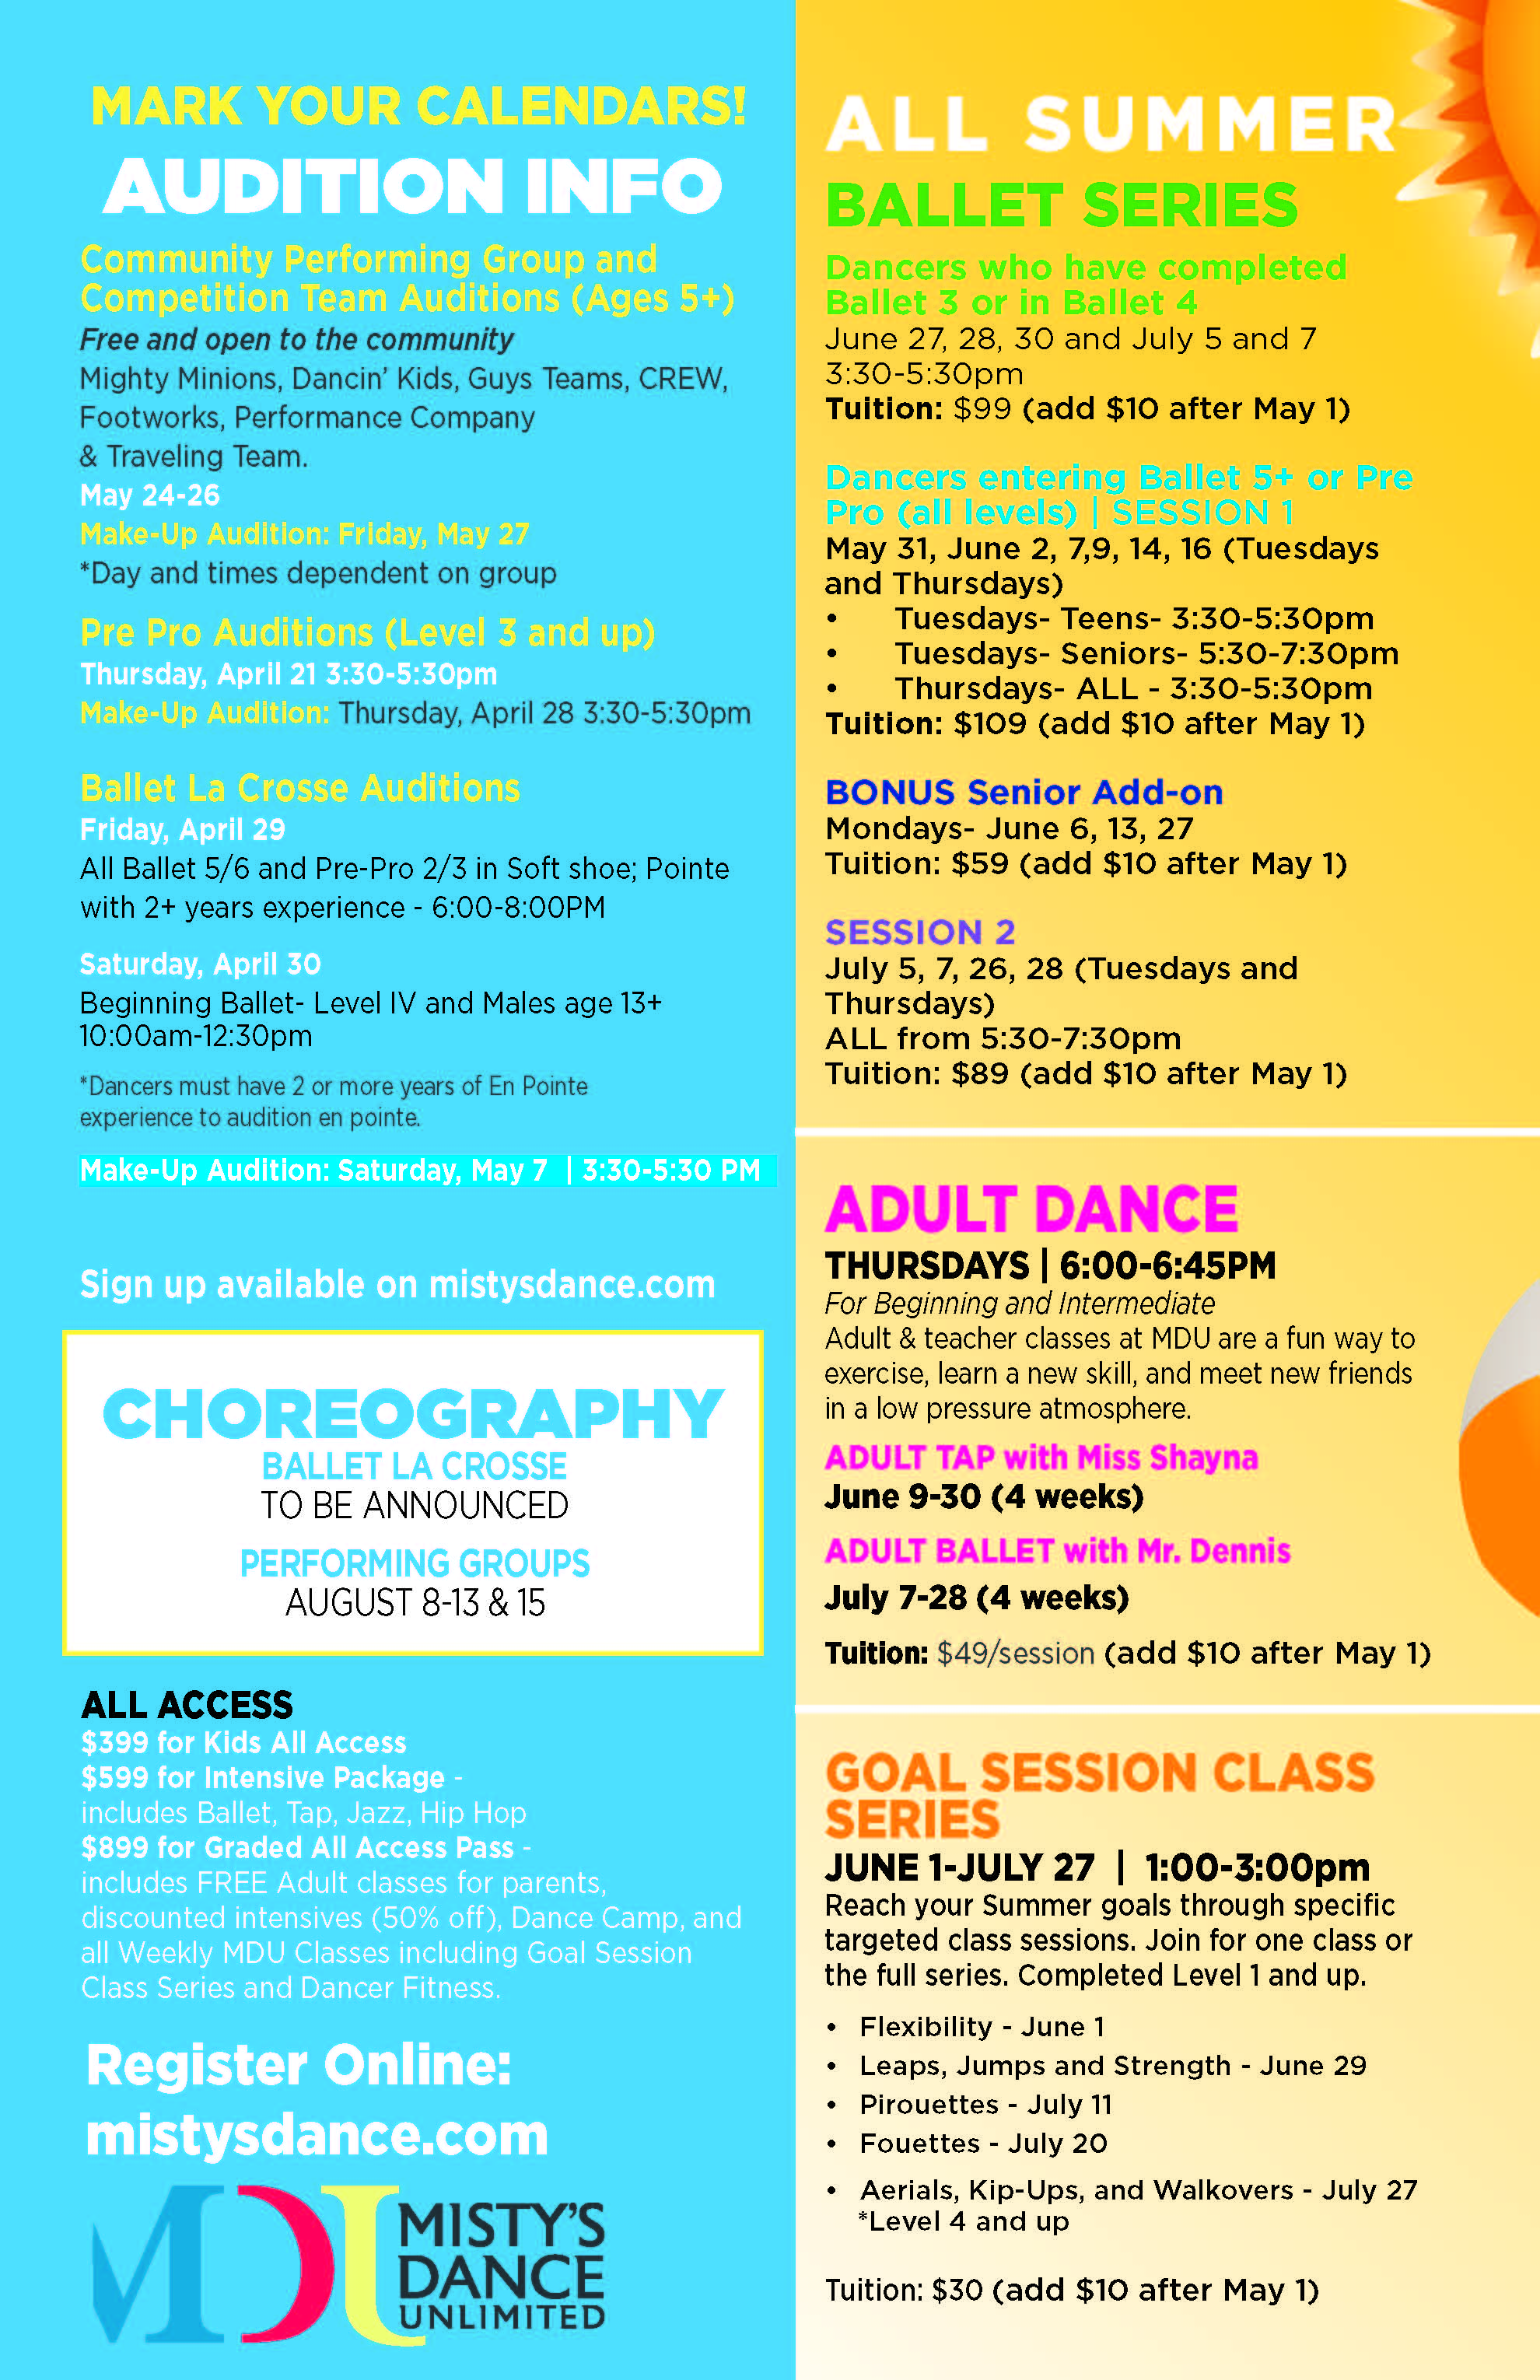 MARK YOUR CALENDARS!
AUDITION INFO
Community Performing Group and
Competition Team Auditions (Ages 5+)
Free and open to the community
Mighty Minions, Dancin' Kids, Guys Teams, CREW,
Footworks, Performance Company
& Traveling Team.
May 24-26
Make-Up Audition: Friday, May 27
*Day and times dependent on group
Pre Pro Auditions (Level 3 and up)
Thursday, April 21 3:30-5:30pm
Make-Up Audition: Thursday, April 28 3:30-5:30pm
Ballet La Crosse Auditions
Friday, April 29
All Ballet 5/6 and Pre-Pro 2/3 in Soft shoe; Pointe
with 2+ years experience - 6:00-8:00PM
Saturday, April 30
Beginning Ballet- Level IV and Males age 13+
10:00am-12:30pm
*Dancers must have 2 or more years of En Pointe
experience to audition en pointe.
Make-Up Audition: Saturday, May 7 | 3:30-5:30 PM
Sign up available on mistysdance.com
CHOREOGRAPHY
BALLET LA CROSSE
TO BE ANNOUNCED
PERFORMING GROUPS
AUGUST 8-13 & 15
ALL ACCESS
$399 for Kids All Access
$599 for Intensive Package -
includes Ballet, Tap, Jazz, Hip Hop
$899 for Graded All Access Pass -
includes FREE Adult classes for parents,
discounted intensives (50% off), Dance Camp, and
all Weekly MDU Classes including Goal Session
Class Series and Dancer Fitness.
Register Online:
mistysdance.com
MDU
MISTY'S
DANCE
UNLIMITED
ALL SUMMER
BALLET SERIES
Dancers who have completed
Ballet 3 or in Ballet 4
June 27, 28, 30 and July 5 and 7
3:30-5:30pm
Tuition: $99 (add $10 after May 1)
Dancers entering Ballet 5+ or Pre
Pro (all levels) | SESSION 1
May 31, June 2, 7,9, 14, 16 (Tuesdays
and Thursdays)
• Tuesdays- Teens- 3:30-5:30pm
• Tuesdays- Seniors- 5:30-7:30pm
• Thursdays- ALL - 3:30-5:30pm
Tuition: $109 (add $10 after May 1)
BONUS Senior Add-on
Mondays- June 6, 13, 27
Tuition: $59 (add $10 after May 1)
SESSION 2
July 5, 7, 26, 28 (Tuesdays and
Thursdays)
ALL from 5:30-7:30pm
Tuition: $89 (add $10 after May 1)
ADULT DANCE
THURSDAYS | 6:00-6:45PM
For Beginning and Intermediate
Adult & teacher classes at MDU are a fun way to
exercise, learn a new skill, and meet new friends
in a low pressure atmosphere.
ADULT TAP with Miss Shayna
June 9-30 (4 weeks)
ADULT BALLET with Mr. Dennis
July 7-28 (4 weeks)
Tuition: $49/session (add $10 after May 1)
GOAL SESSION CLASS
SERIES
JUNE 1-JULY 27 | 1:00-3:00pm
Reach your Summer goals through specific
targeted class sessions. Join for one class or
the full series. Completed Level 1 and up.
• Flexibility - June 1
• Leaps, Jumps and Strength - June 29
• Pirouettes - July 11
• Fouettes - July 20
• Aerials, Kip-Ups, and Walkovers - July 27
*Level 4 and up
Tuition: $30 (add $10 after May 1)